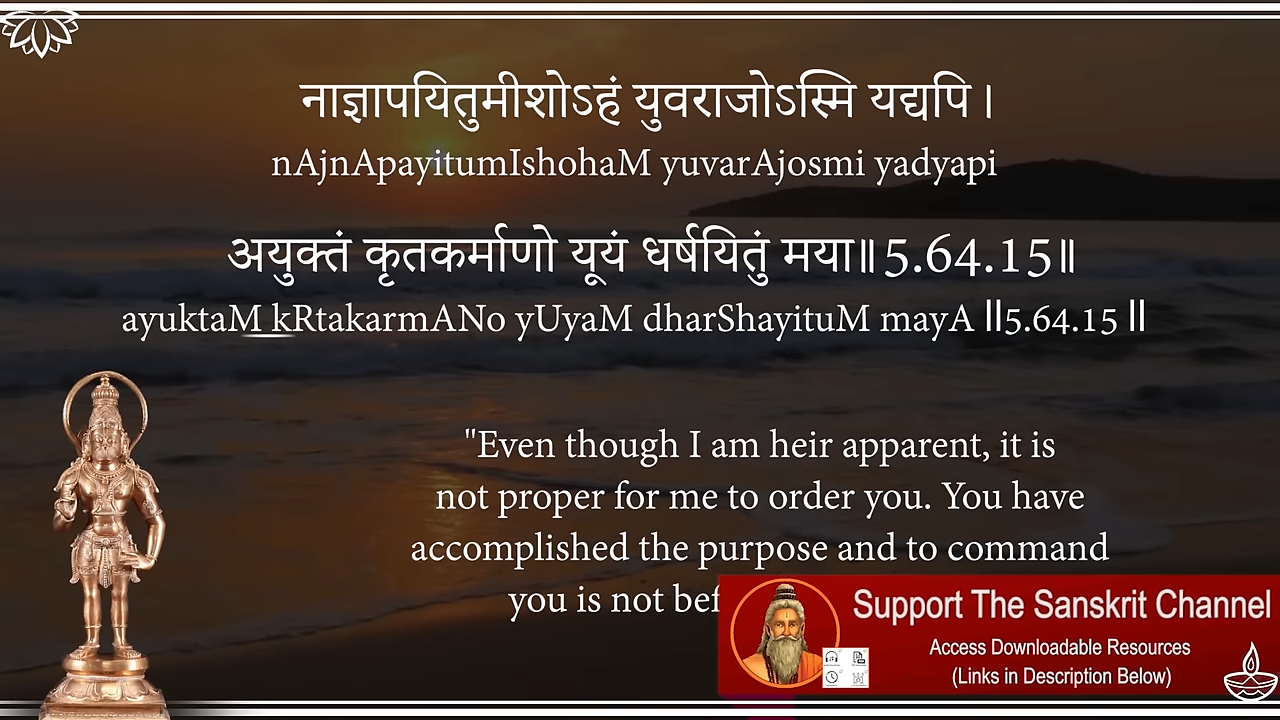 नाज्ञापयितुमीशोऽहं युवराजोऽस्मि यद्यपि।
nAjnApayitumIshohaM yuvarAjosmi yadyapi
अयुक्तं कृतकर्माणो यूयं धर्षयितुं मया॥5.64.15॥
ayuktaM kRtakarmANo yUyaM dharShayituM mayA ||5.64.15 ||
"Even though I am heir apparent, it is
not proper for me to order you. You have
accomplished the purpose and to command
you is not
Support The Sanskrit Channel
Access Downloadable Resources
(Links in Description Below)